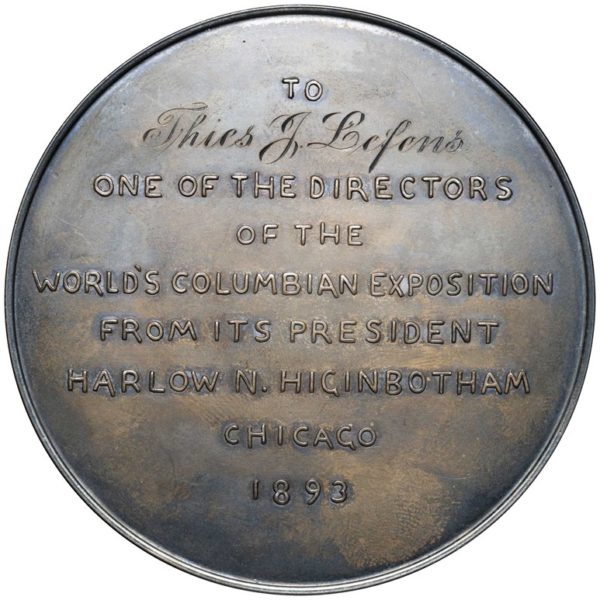 TO
Thies J. Lefens
ONE OF THE DIRECTORS
OF THE
WORLD'S COLUMBIAN EXPOSITION
FROM ITS PRESIDENT
HARLOW N. HIGINBOTHAM
CHICAGO
1893